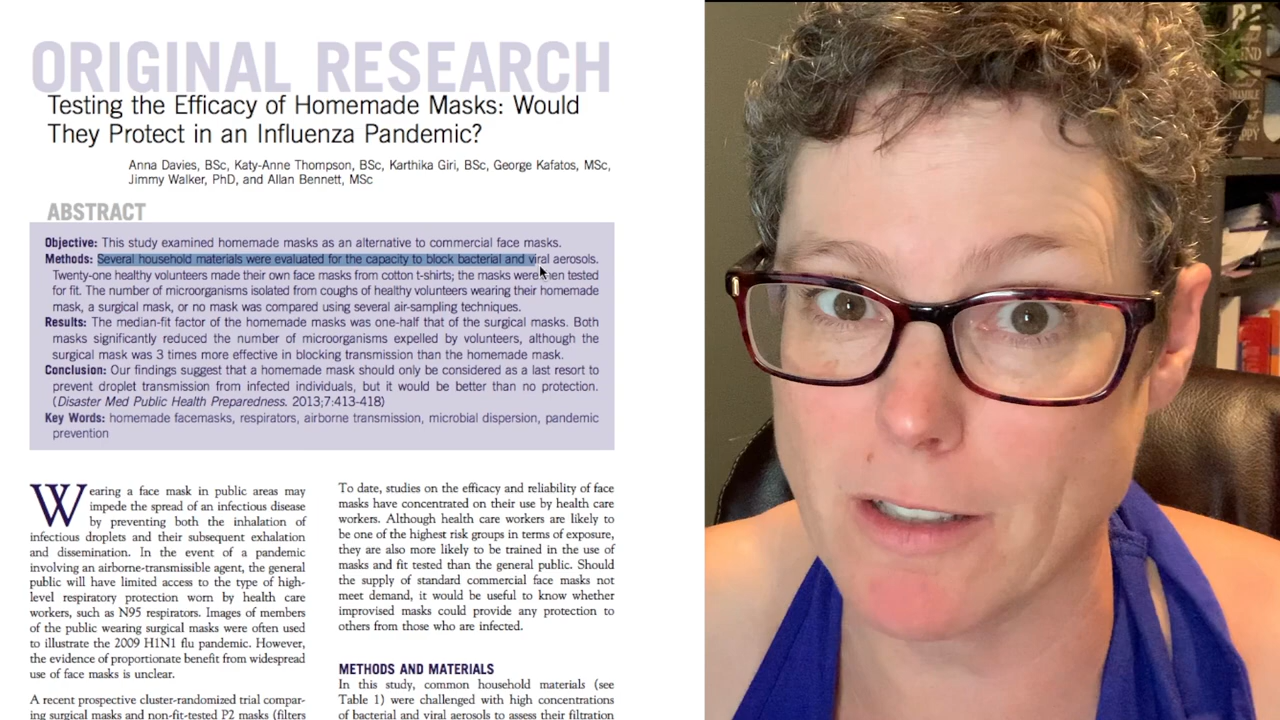 ORIGINAL RESEARCH
Testing the Efficacy of Homemade Masks: Would
They Protect in an Influenza Pandemic?
Anna Davies, BSc, Katy-Anne Thompson, BSc, Karthika Giri, BSc, George Kafatos, MSc,
Jimmy Walker, PhD, and Allan Bennett, MSc
ABSTRACT
Objective: This study examined homemade masks as an alternative to commercial face masks.
Methods: Several household materials were evaluated for the capacity to block bacterial and viral aerosols.
Twenty-one healthy volunteers made their own face masks from cotton t-shirts; the masks were then tested
for fit. The number of microorganisms isolated from coughs of healthy volunteers wearing their homemade
mask, a surgical mask, or no mask was compared using several air-sampling techniques.
Results: The median-fit factor of the homemade masks was one-half that of the surgical masks. Both
masks significantly reduced the number of microorganisms expelled by volunteers, although the
surgical mask was 3 times more effective in blocking transmission than the homemade mask.
Conclusion: Our findings suggest that a homemade mask should only be considered as a last resort to
prevent droplet transmission from infected individuals, but it would be better than no protection.
(Disaster Med Public Health Preparedness. 2013;7:413-418)
Key Words: homemade facemasks, respirators, airborne transmission, microbial dispersion, pandemic
prevention
Wearing a face mask in public areas may
impede the spread of an infectious disease
by preventing both the inhalation of
infectious droplets and their subsequent exhalation
and dissemination. In the event of a pandemic
involving an airborne-transmissible agent, the general
public will have limited access to the type of high-
level respiratory protection worn by health care
workers, such as N95 respirators. Images of members
of the public wearing surgical masks were often used
to illustrate the 2009 H1N1 flu pandemic. However,
the evidence of proportionate benefit from widespread
use of face masks is unclear.
A recent prospective cluster-randomized trial compar-
ing surgical masks and non-fit-tested P2 masks (filters
To date, studies on the efficacy and reliability of face
masks have concentrated on their use by health care
workers. Although health care workers are likely to
be one of the highest risk groups in terms of exposure,
they are also more likely to be trained in the use of
masks and fit tested than the general public. Should
the supply of standard commercial face masks not
meet demand, it would be useful to know whether
improvised masks could provide any protection to
others from those who are infected.
METHODS AND MATERIALS
In this study, common household materials (see
Table 1) were challenged with high concentrations
of bacterial and viral aerosols to assess their filtration